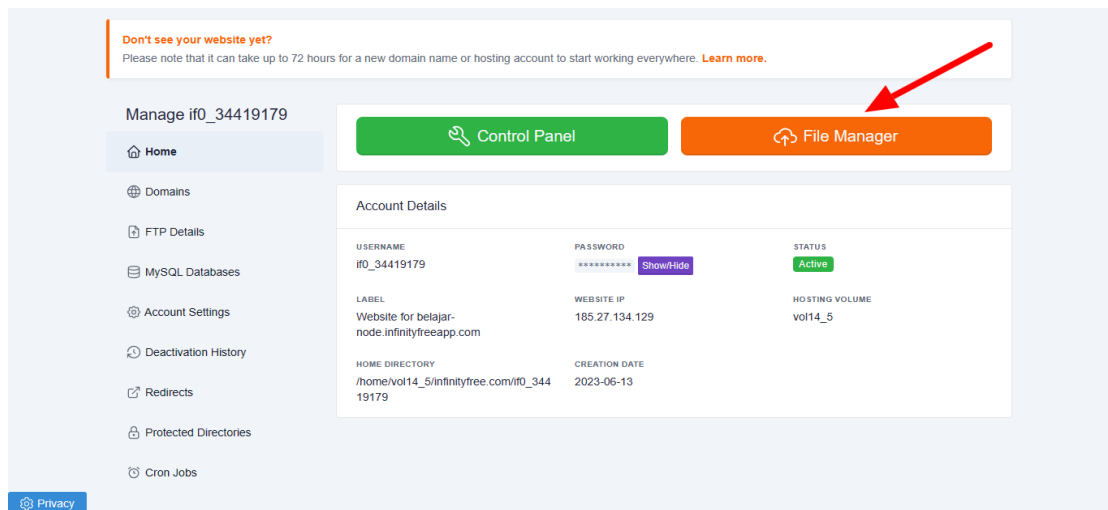 Don't see your website yet?
Please note that it can take up to 72 hours for a new domain name or hosting account to start working everywhere. Learn more.
Manage if0_34419179
Home
Domains
FTP Details
MySQL Databases
Account Settings
Deactivation History
Redirects
Protected Directories
Cron Jobs
Privacy
Control Panel
File Manager
Account Details
USERNAME
if0_34419179
PASSWORD
********** Show/Hide
STATUS
Active
LABEL
Website for belajar-
node.infinityfreeapp.com
WEBSITE IP
185.27.134.129
HOSTING VOLUME
vol14_5
HOME DIRECTORY
/home/vol14_5/infinityfree.com/if0_344
19179
CREATION DATE
2023-06-13